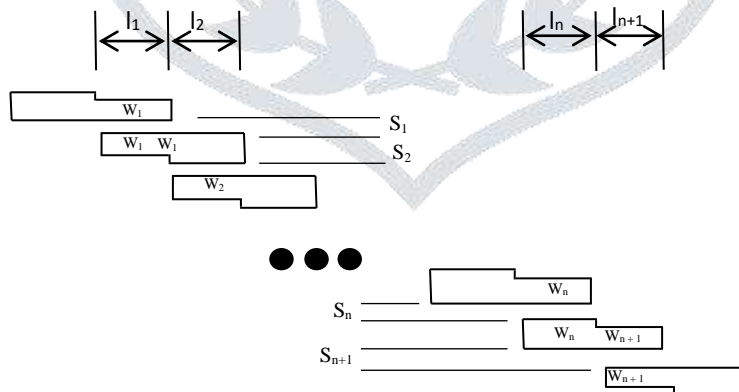 l1 l2 ln ln+1
W1
S1
W1 W1
S2
W2
Wn
Sn
Wn Wn+1
Sn+1
Wn+1